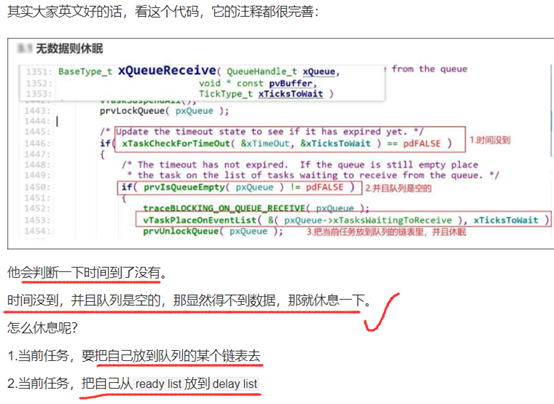 其实大家英文好的话，看这个代码，它的注释都很完善：
3.1 无数据则休眠
1351: BaseType_t xQueueReceive( QueueHandle_t xQueue, from the queue
1352: void * const pvBuffer,
1353: TickType_t xTicksToWait )
1442: vTaskSuspendAll();
1443: prvLockQueue( pxQueue );
1444:
1445: /* Update the timeout state to see if it has expired yet. */
1446: if( xTaskCheckForTimeOut( &xTimeOut, &xTicksToWait ) == pdFALSE ) 1.时间没到
1447: {
1448: /* The timeout has not expired. If the queue is still empty place
1449: * the task on the list of tasks waiting to receive from the queue. */
1450: if( prvIsQueueEmpty( pxQueue ) != pdFALSE ) 2.并且队列是空的
1451: {
1452: traceBLOCKING_ON_QUEUE_RECEIVE( pxQueue );
1453: vTaskPlaceOnEventList( &( pxQueue->xTasksWaitingToReceive ), xTicksToWait )
1454: prvUnlockQueue( pxQueue ); 3.把当前任务放到队列的链表里，并且休眠
他会判断一下时间到了没有。
时间没到，并且队列是空的，那显然得不到数据，那就休息一下。
怎么休息呢？
1.当前任务，要把自己放到队列的某个链表去
2.当前任务，把自己从 ready list 放到 delay list